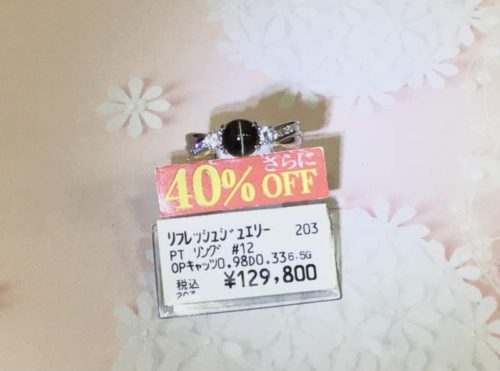 さらに
40% OFF
リフレッシュジュエリー 203
PT リング #12
OPキャッツ0.98D0.33 6.5G
税込 ¥129,800